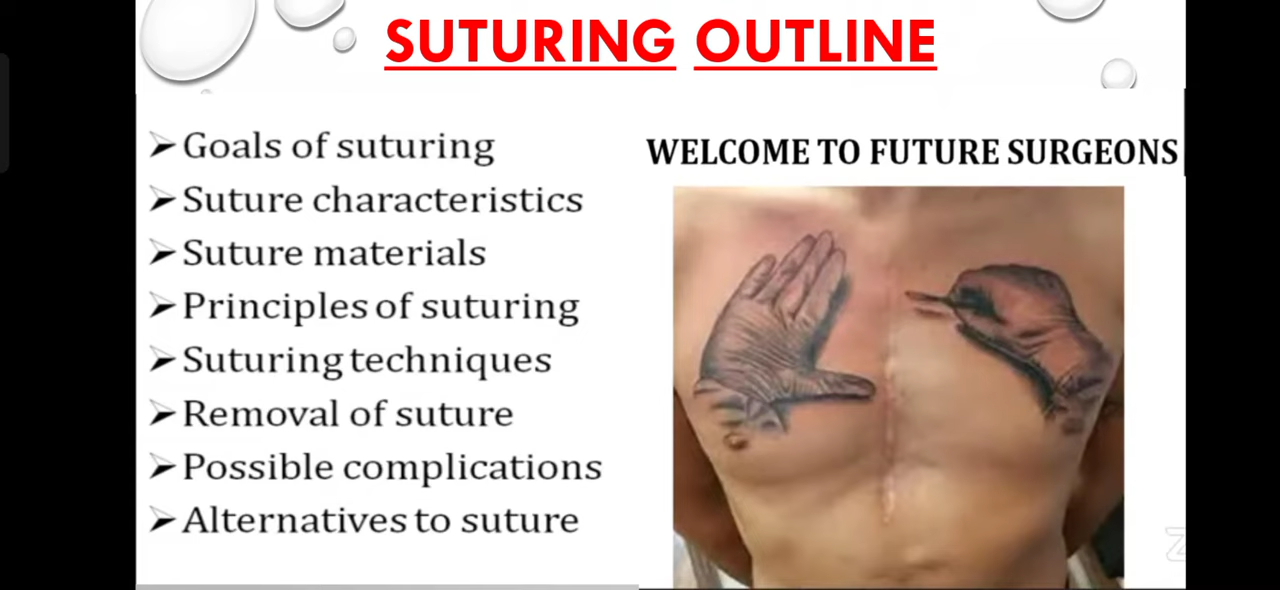 SUTURING OUTLINE
Goals of suturing
Suture characteristics
Suture materials
Principles of suturing
Suturing techniques
Removal of suture
Possible complications
Alternatives to suture
WELCOME TO FUTURE SURGEONS